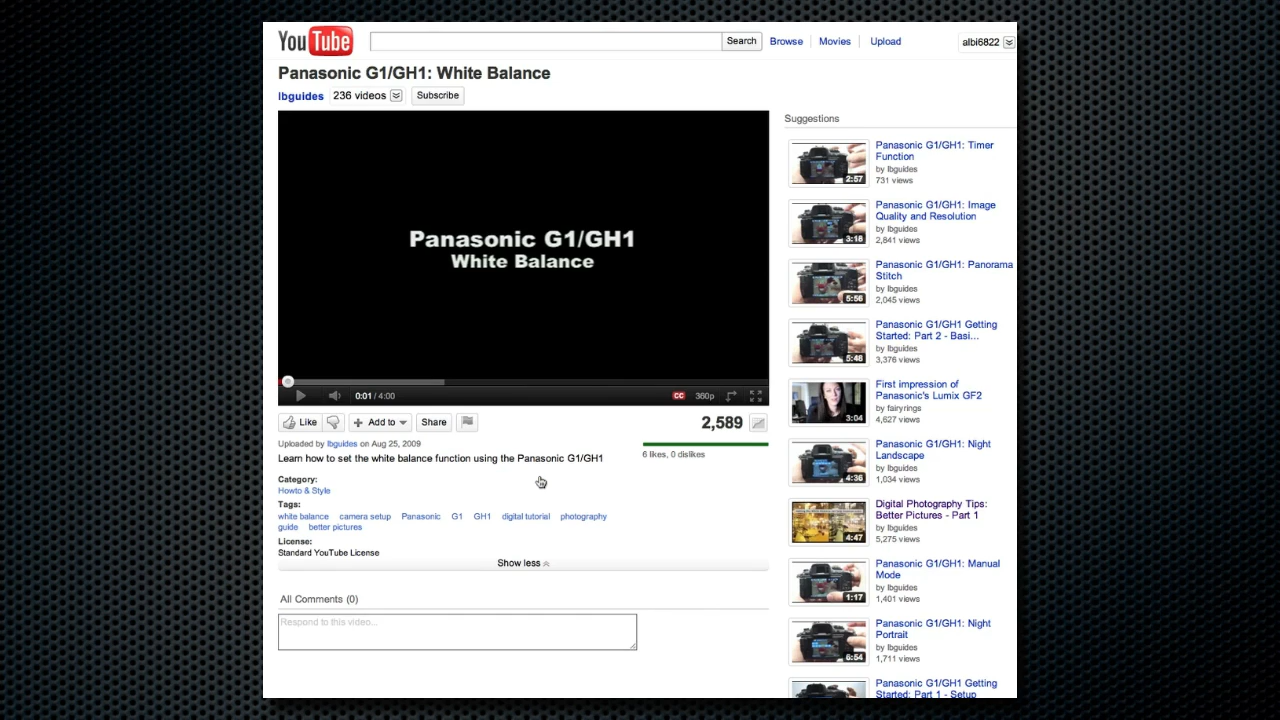 YouTube
Search
Browse
Movies
Upload
albi6822
Panasonic G1/GH1: White Balance
lbguides 236 videos Subscribe
Panasonic G1/GH1
White Balance
0:01 / 4:00
CC 360p
Like
Add to
Share
2,589
Uploaded by lbguides on Aug 25, 2009
6 likes, 0 dislikes
Learn how to set the white balance function using the Panasonic G1/GH1
Category:
Howto & Style
Tags:
white balance camera setup Panasonic G1 GH1 digital tutorial photography
guide better pictures
License:
Standard YouTube License
Show less
All Comments (0)
Respond to this video...
Suggestions
2:57
Panasonic G1/GH1: Timer
Function
by lbguides
731 views
3:18
Panasonic G1/GH1: Image
Quality and Resolution
by lbguides
2,841 views
5:56
Panasonic G1/GH1: Panorama
Stitch
by lbguides
2,045 views
5:48
Panasonic G1/GH1 Getting
Started: Part 2 - Basi...
by lbguides
3,376 views
3:04
First impression of
Panasonic's Lumix GF2
by fairyrings
4,627 views
4:36
Panasonic G1/GH1: Night
Landscape
by lbguides
1,034 views
4:47
Digital Photography Tips:
Better Pictures - Part 1
by lbguides
5,275 views
1:17
Panasonic G1/GH1: Manual
Mode
by lbguides
1,401 views
6:54
Panasonic G1/GH1: Night
Portrait
by lbguides
1,711 views
Panasonic G1/GH1 Getting
Started: Part 1 - Setup